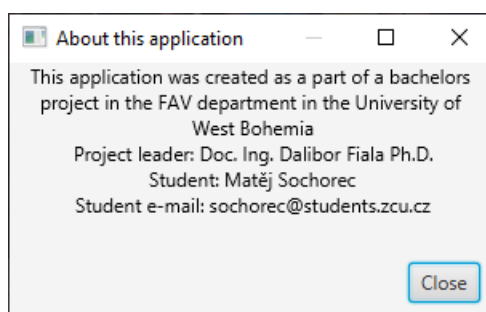 About this application
This application was created as a part of a bachelors
project in the FAV department in the University of
West Bohemia
Project leader: Doc. Ing. Dalibor Fiala Ph.D.
Student: Matěj Sochorec
Student e-mail: sochorec@students.zcu.cz
Close